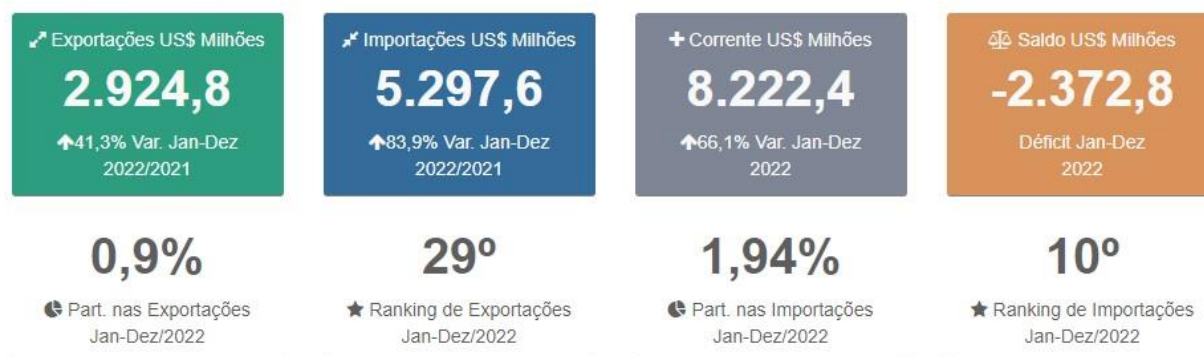 Exportações US$ Milhões
2.924,8
41,3% Var. Jan-Dez
2022/2021
Importações US$ Milhões
5.297,6
83,9% Var. Jan-Dez
2022/2021
Corrente US$ Milhões
8.222,4
66,1% Var. Jan-Dez
2022
Saldo US$ Milhões
-2.372,8
Déficit Jan-Dez
2022
0,9%
Part. nas Exportações
Jan-Dez/2022
29º
Ranking de Exportações
Jan-Dez/2022
1,94%
Part. nas Importações
Jan-Dez/2022
10º
Ranking de Importações
Jan-Dez/2022